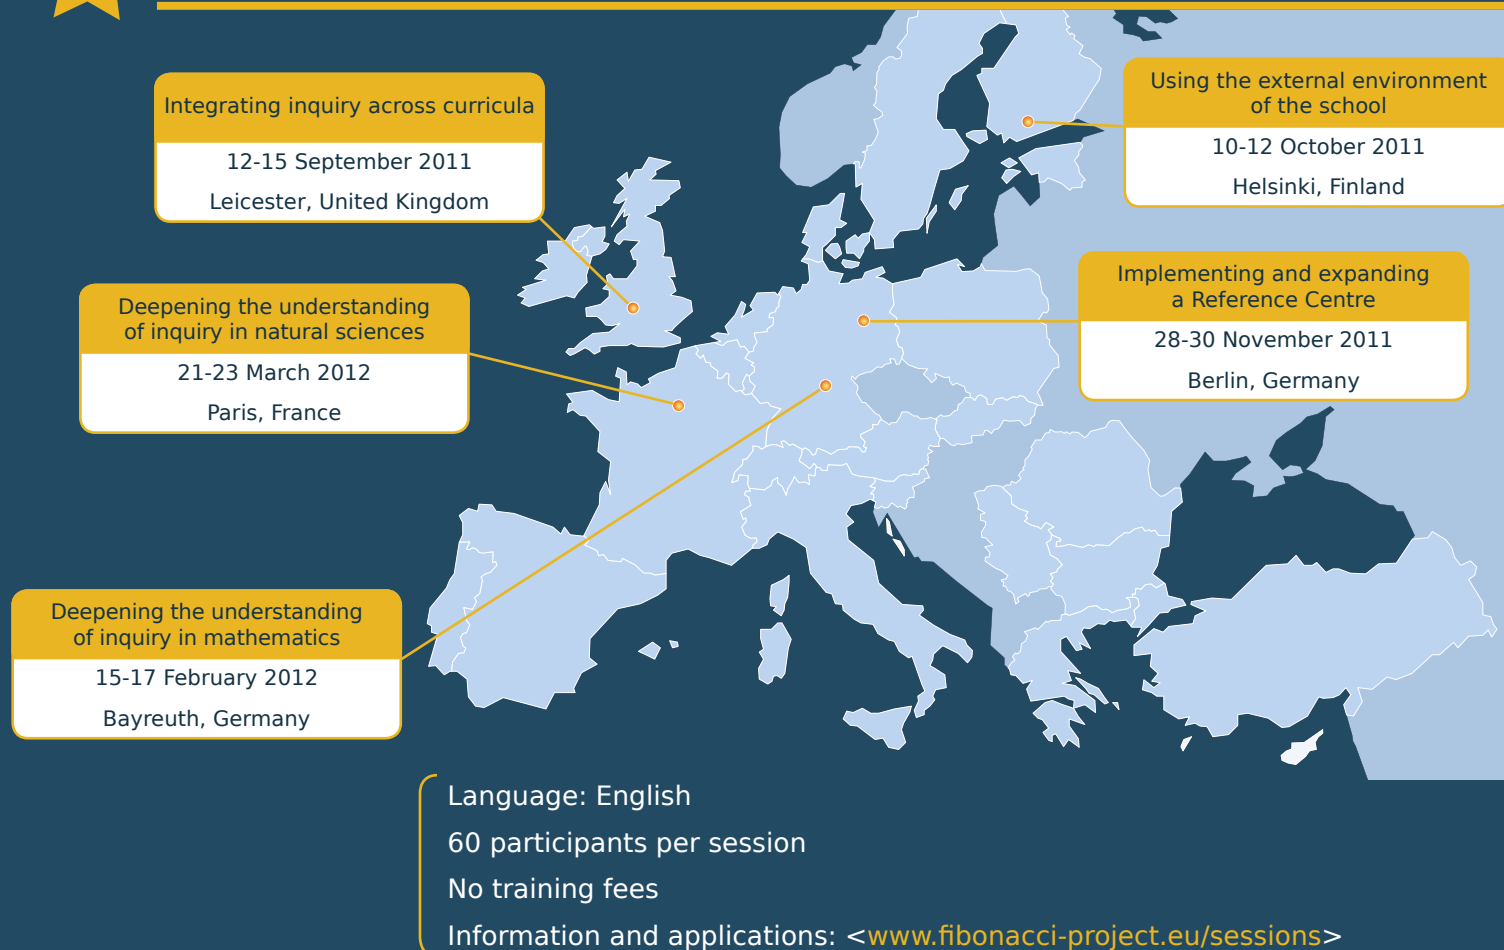 Integrating inquiry across curricula
12-15 September 2011
Leicester, United Kingdom
Using the external environment
of the school
10-12 October 2011
Helsinki, Finland
Implementing and expanding
a Reference Centre
28-30 November 2011
Berlin, Germany
Deepening the understanding
of inquiry in natural sciences
21-23 March 2012
Paris, France
Deepening the understanding
of inquiry in mathematics
15-17 February 2012
Bayreuth, Germany
Language: English
60 participants per session
No training fees
Information and applications: <www.fibonacci-project.eu/sessions>